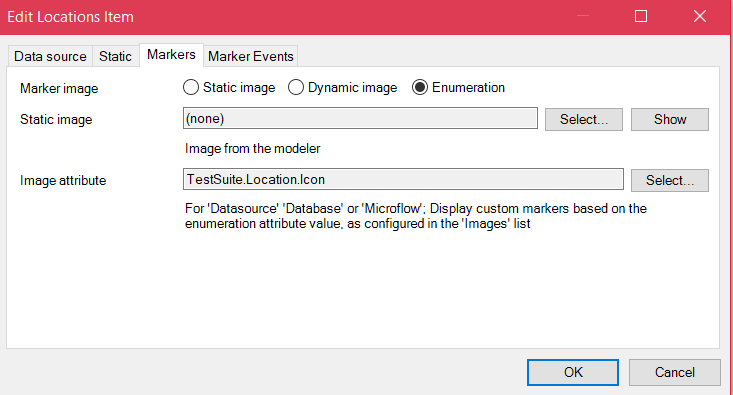 Edit Locations Item
Data source Static Markers Marker Events
Marker image Static image Dynamic image Enumeration
Static image (none) Select... Show
Image from the modeler
Image attribute TestSuite.Location.Icon Select...
For 'Datasource' 'Database' or 'Microflow'; Display custom markers based on the
enumeration attribute value, as configured in the 'Images' list
OK Cancel